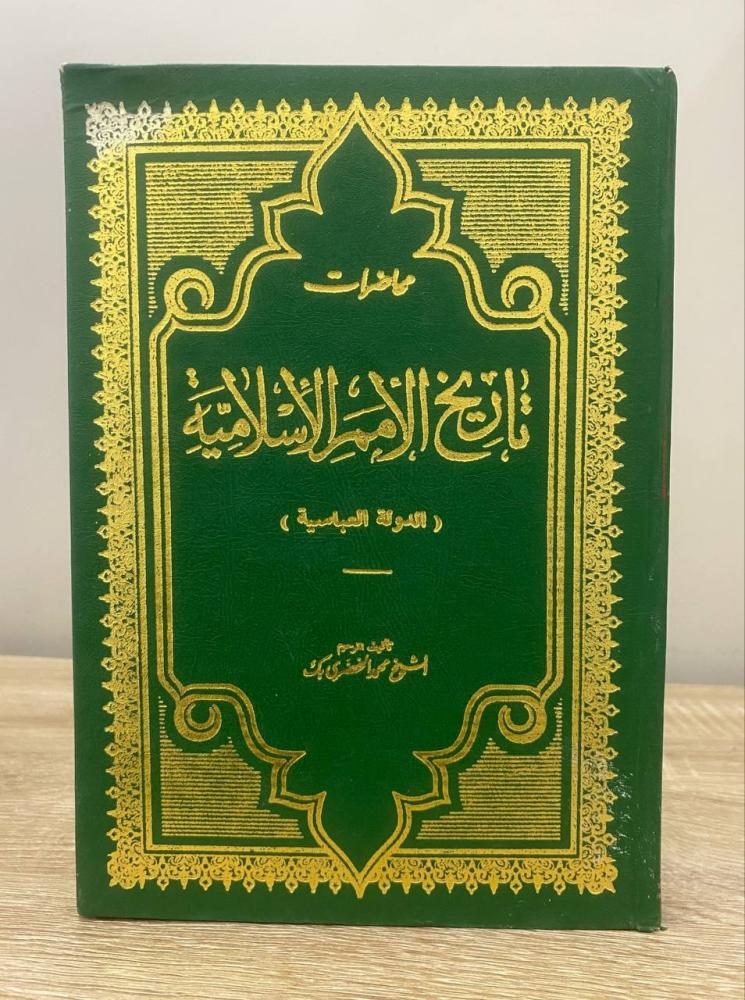 محاضرات
تاريخ الأمم الإسلامية
( الدولة العباسية )
تأليف المرحوم
الشيخ محمد الخضري بك